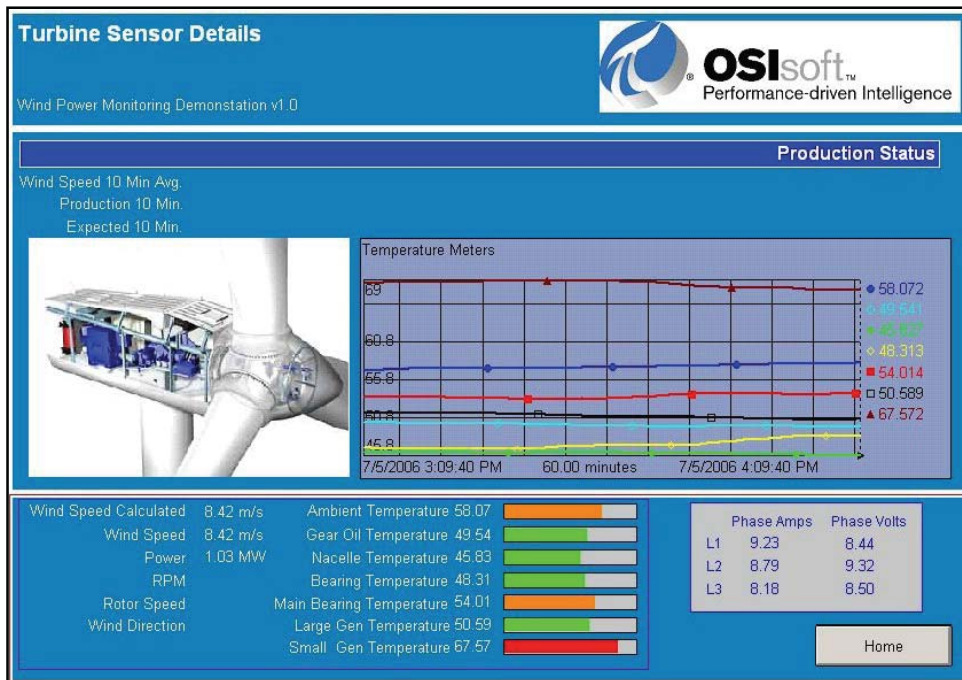 Turbine Sensor Details
Wind Power Monitoring Demonstation v1.0
® OSIsoft™
Performance-driven Intelligence
Production Status
Wind Speed 10 Min Avg.
Production 10 Min.
Expected 10 Min.
Temperature Meters
69
60.8
55.8
50.8
45.8
58.072
49.541
48.313
54.014
50.589
67.572
7/5/2006 3:09:40 PM 60.00 minutes 7/5/2006 4:09:40 PM
Wind Speed Calculated 8.42 m/s
Wind Speed 8.42 m/s
Power 1.03 MW
RPM
Rotor Speed
Wind Direction
Ambient Temperature 58.07
Gear Oil Temperature 49.54
Nacelle Temperature 45.83
Bearing Temperature 48.31
Main Bearing Temperature 54.01
Large Gen Temperature 50.59
Small Gen Temperature 67.57
Phase Amps Phase Volts
L1 9.23 8.44
L2 8.79 9.32
L3 8.18 8.50
Home